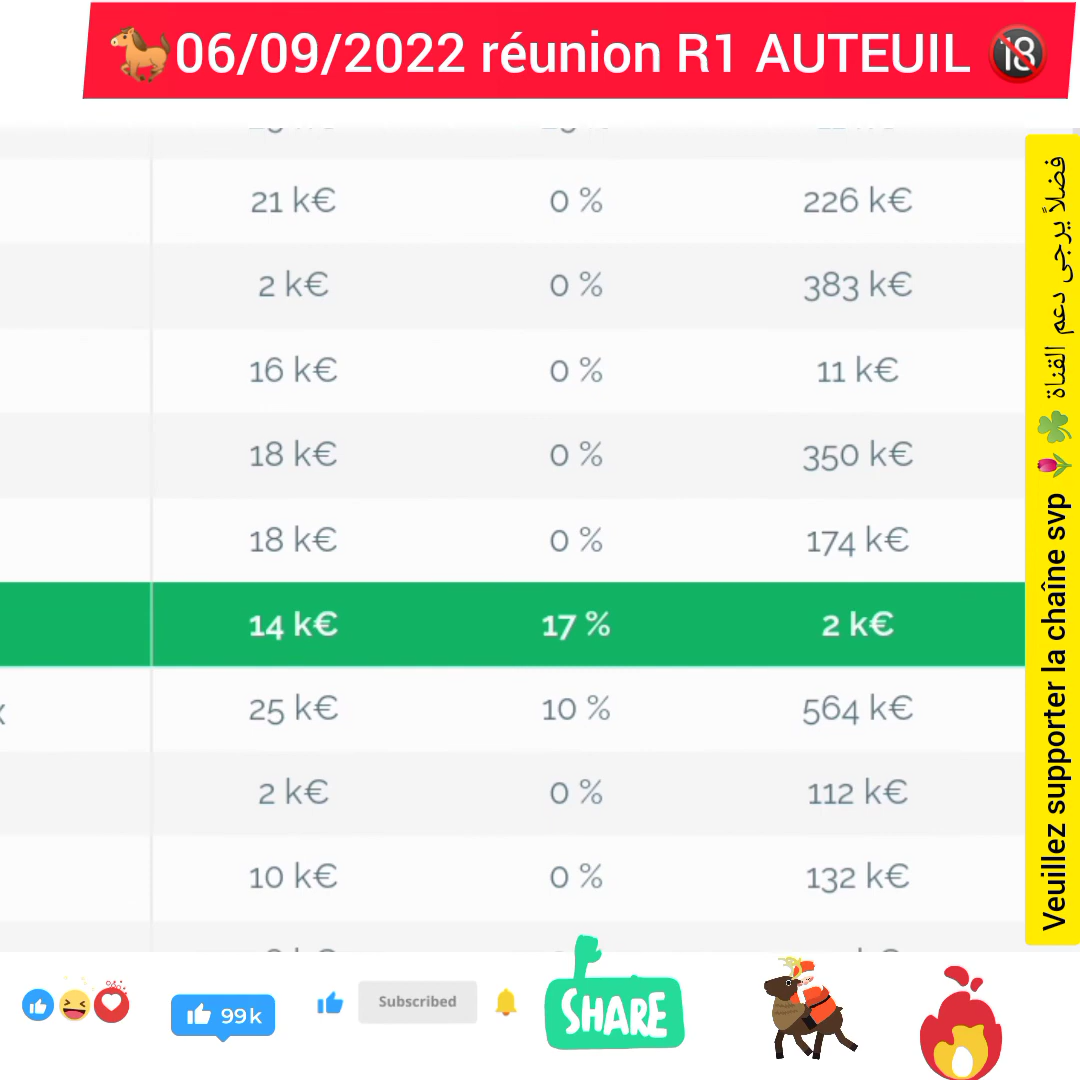 06/09/2022 réunion R1 AUTEUIL 18
21 k€ 0 % 226 k€
2 k€ 0 % 383 k€
16 k€ 0 % 11 k€
18 k€ 0 % 350 k€
18 k€ 0 % 174 k€
14 k€ 17 % 2 k€
25 k€ 10 % 564 k€
2 k€ 0 % 112 k€
10 k€ 0 % 132 k€
Veuillez supporter la chaîne svp فضلاً يرجى دعم القناة
99k
Subscribed
SHARE